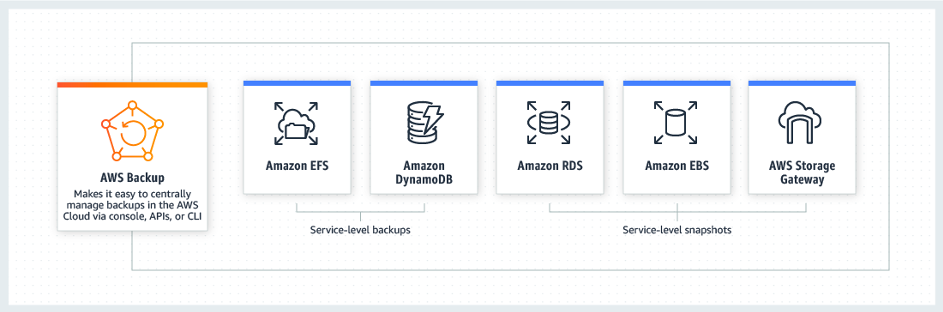 AWS Backup
Makes it easy to centrally
manage backups in the AWS
Cloud via console, APIs, or CLI
Amazon EFS
Amazon
DynamoDB
Amazon RDS
Amazon EBS
AWS Storage
Gateway
Service-level backups
Service-level snapshots